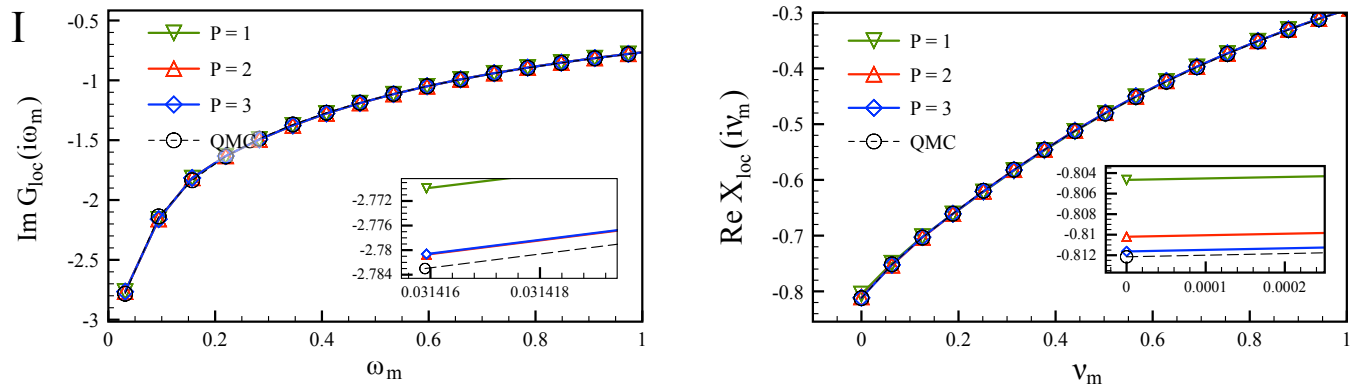 I
-0.5
-1
-1.5
-2
-2.5
-3
Im G_loc(iω_m)
P = 1
P = 2
P = 3
QMC
-2.772
-2.776
-2.78
-2.784
0.031416
0.031418
0
0.2
0.4
0.6
0.8
1
ω_m
-0.3
-0.4
-0.5
-0.6
-0.7
-0.8
Re X_loc(iν_m)
P = 1
P = 2
P = 3
QMC
-0.804
-0.806
-0.808
-0.81
-0.812
0
0.0001
0.0002
0
0.2
0.4
0.6
0.8
1
ν_m